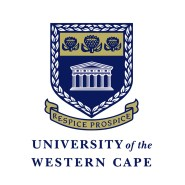 RESPICE PROSPICE
UNIVERSITY of the
WESTERN CAPE